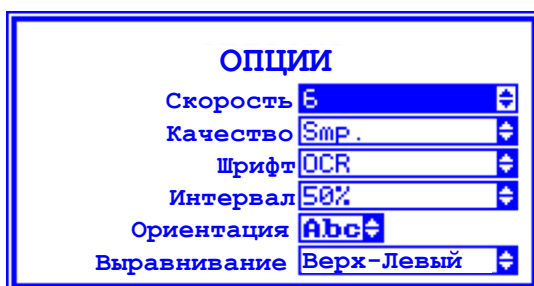 ОПЦИИ
Скорость 6
Качество Smp.
Шрифт OCR
Интервал 50%
Ориентация Abc
Выравнивание Верх-Левый